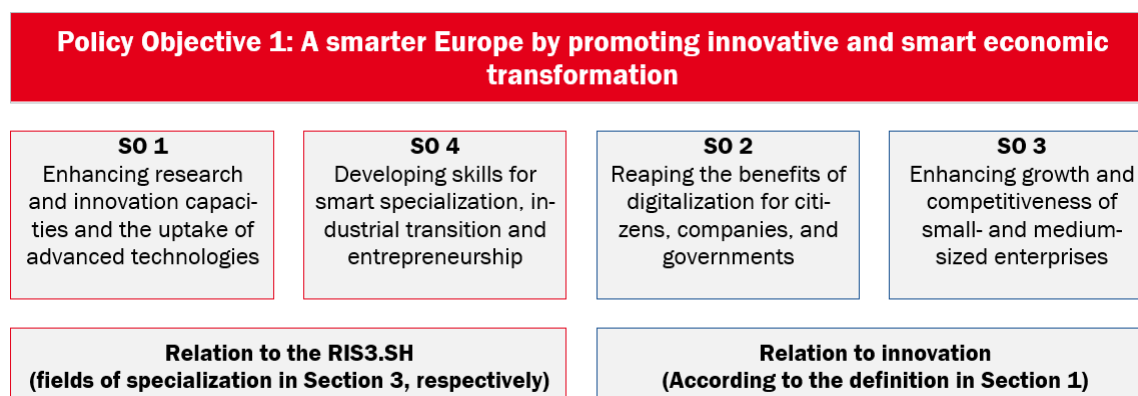 Policy Objective 1: A smarter Europe by promoting innovative and smart economic
transformation
SO 1
Enhancing research
and innovation capaci-
ties and the uptake of
advanced technologies
SO 4
Developing skills for
smart specialization, in-
dustrial transition and
entrepreneurship
SO 2
Reaping the benefits of
digitalization for citi-
zens, companies, and
governments
SO 3
Enhancing growth and
competitiveness of
small- and medium-
sized enterprises
Relation to the RIS3.SH
(fields of specialization in Section 3, respectively)
Relation to innovation
(According to the definition in Section 1)